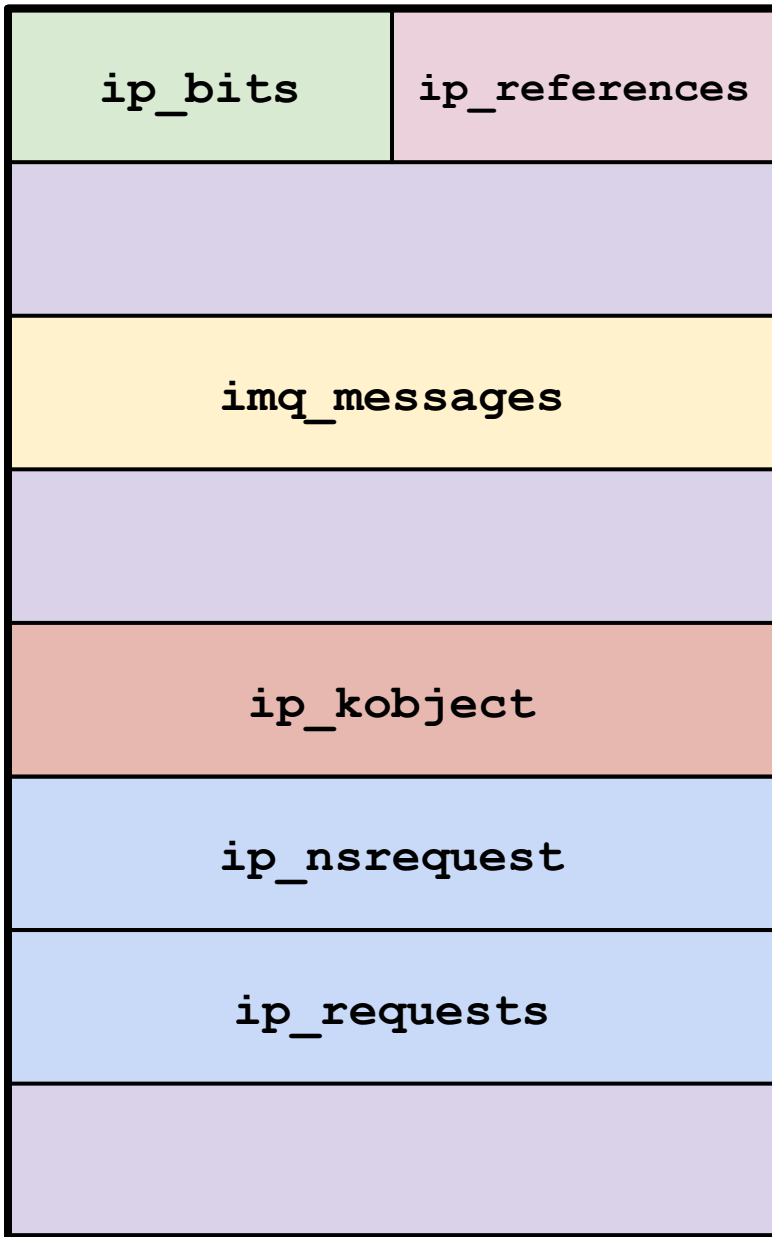 ip_bits
ip_references
imq_messages
ip_kobject
ip_nsrequest
ip_requests